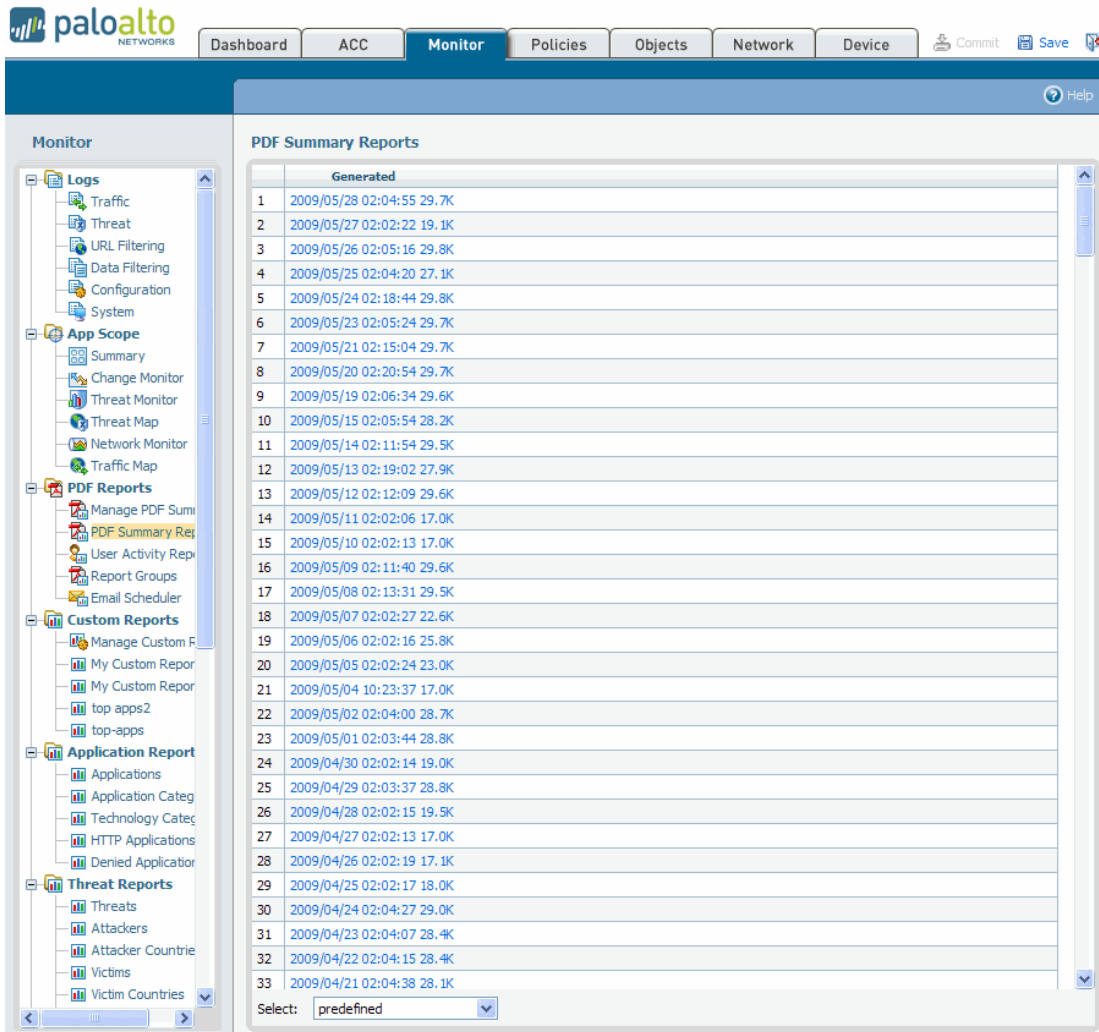 paloalto
NETWORKS
Dashboard ACC Monitor Policies Objects Network Device Commit Save
Help
Monitor
Logs
Traffic
Threat
URL Filtering
Data Filtering
Configuration
System
App Scope
Summary
Change Monitor
Threat Monitor
Threat Map
Network Monitor
Traffic Map
PDF Reports
Manage PDF Sum
PDF Summary Rep
User Activity Rep
Report Groups
Email Scheduler
Custom Reports
Manage Custom R
My Custom Repor
My Custom Repor
top apps2
top-apps
Application Report
Applications
Application Categ
Technology Categ
HTTP Applications
Denied Application
Threat Reports
Threats
Attackers
Attacker Countrie
Victims
Victim Countries
PDF Summary Reports
Generated
1 2009/05/28 02:04:55 29.7K
2 2009/05/27 02:02:22 19.1K
3 2009/05/26 02:05:16 29.8K
4 2009/05/25 02:04:20 27.1K
5 2009/05/24 02:18:44 29.8K
6 2009/05/23 02:05:24 29.7K
7 2009/05/21 02:15:04 29.7K
8 2009/05/20 02:20:54 29.7K
9 2009/05/19 02:06:34 29.6K
10 2009/05/15 02:05:54 28.2K
11 2009/05/14 02:11:54 29.5K
12 2009/05/13 02:19:02 27.9K
13 2009/05/12 02:12:09 29.6K
14 2009/05/11 02:02:06 17.0K
15 2009/05/10 02:02:13 17.0K
16 2009/05/09 02:11:40 29.6K
17 2009/05/08 02:13:31 29.5K
18 2009/05/07 02:02:27 22.6K
19 2009/05/06 02:02:16 25.8K
20 2009/05/05 02:02:24 23.0K
21 2009/05/04 10:23:37 17.0K
22 2009/05/02 02:04:00 28.7K
23 2009/05/01 02:03:44 28.8K
24 2009/04/30 02:02:14 19.0K
25 2009/04/29 02:03:37 28.8K
26 2009/04/28 02:02:15 19.5K
27 2009/04/27 02:02:13 17.0K
28 2009/04/26 02:02:19 17.1K
29 2009/04/25 02:02:17 18.0K
30 2009/04/24 02:04:27 29.0K
31 2009/04/23 02:04:07 28.4K
32 2009/04/22 02:04:15 28.4K
33 2009/04/21 02:04:38 28.1K
Select: predefined